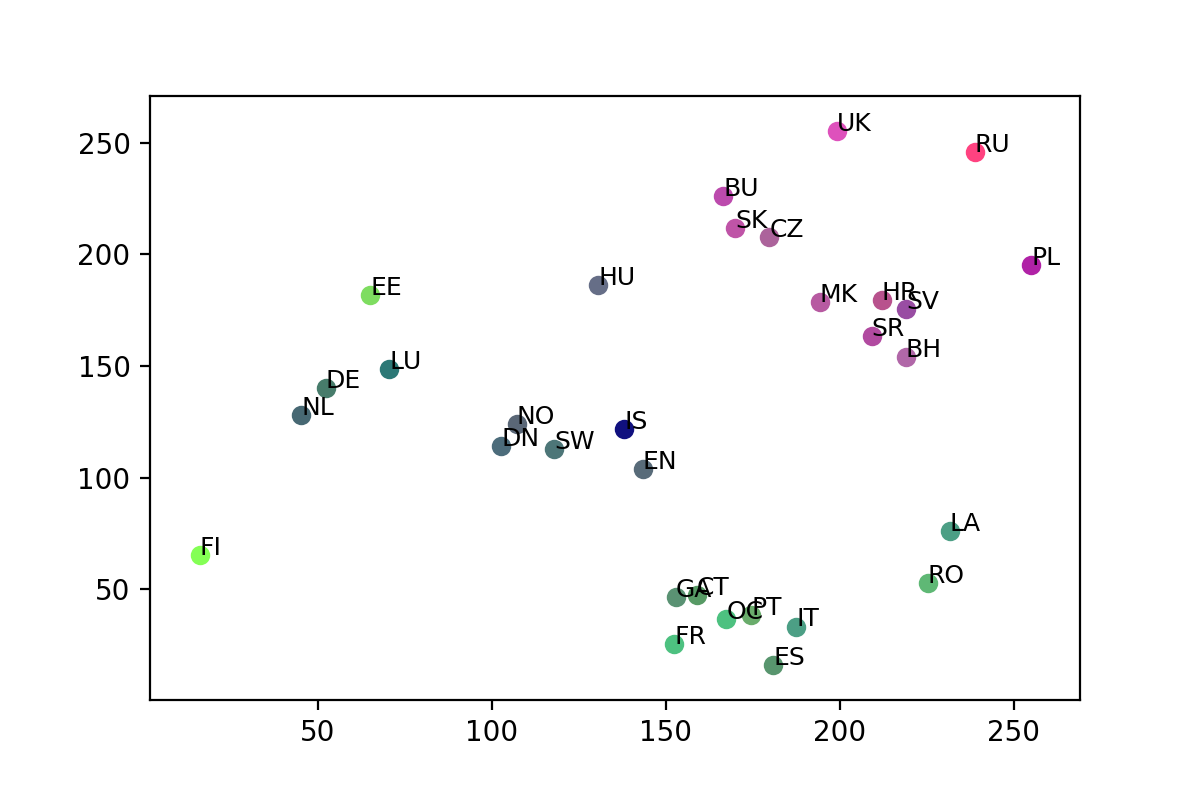 UK
RU
250
BU
SK
CZ
200
PL
HU
EE
MK
HR
SV
SR
BH
150
LU
DE
NL
NO
IS
DN
SW
EN
100
LA
FI
RO
50
GA
CT
OC
PT
IT
FR
ES
50 100 150 200 250